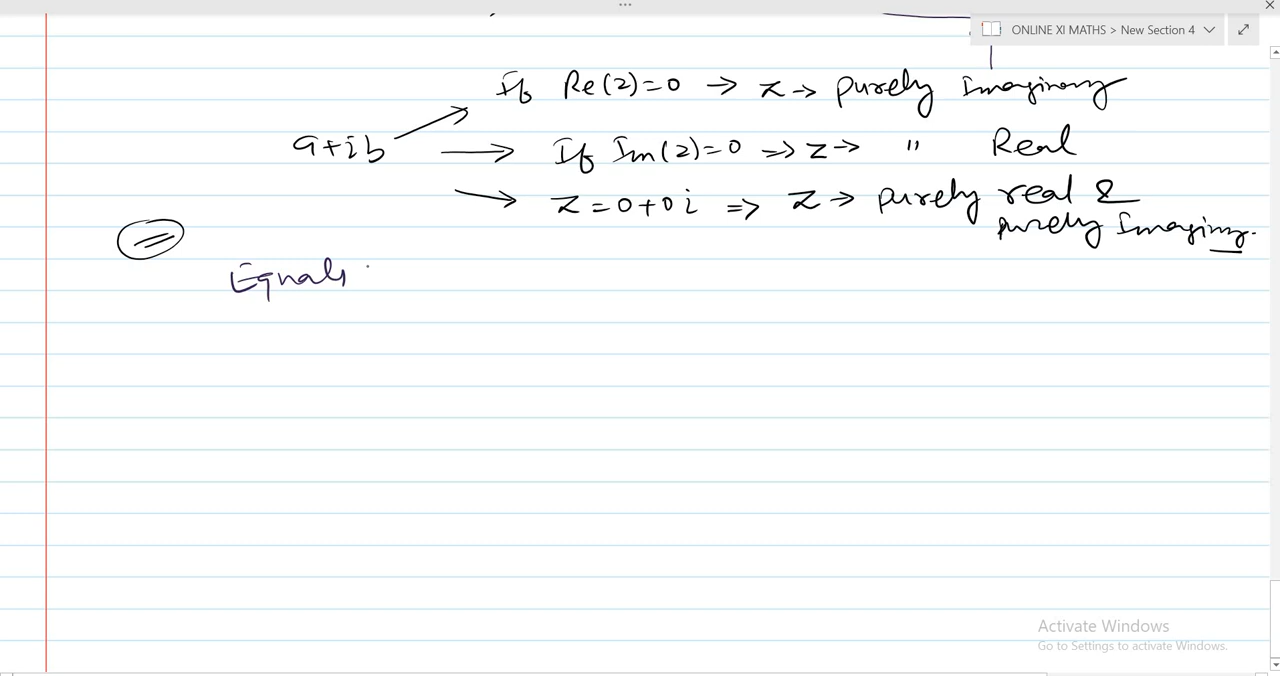 ONLINE XI MATHS > New Section 4
If Re(z)=0 → z → purely Imaginary
a+ib
If Im(z)=0 => z → " Real
z = 0+0i => z → purely real &
purely Imaginary.
Equali
Activate Windows
Go to Settings to activate Windows.